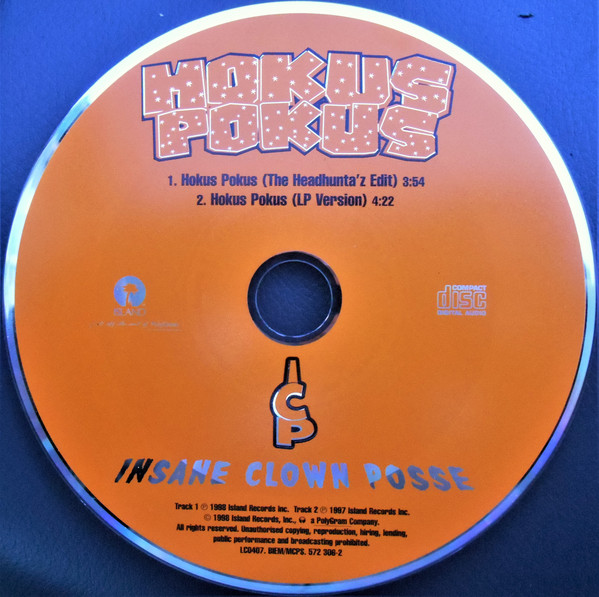 HOKUS
POKUS
1. Hokus Pokus (The Headhunta'z Edit) 3:54
2. Hokus Pokus (LP Version) 4:22
ISLAND
COMPACT
disc
DIGITAL AUDIO
ICP
INSANE CLOWN POSSE
Track 1 ℗ 1998 Island Records Inc. Track 2 ℗ 1997 Island Records Inc.
© 1998 Island Records, Inc., a PolyGram Company.
All rights reserved. Unauthorised copying, reproduction, hiring, lending,
public performance and broadcasting prohibited.
LC0407. BIEM/MCPS. 572 306-2